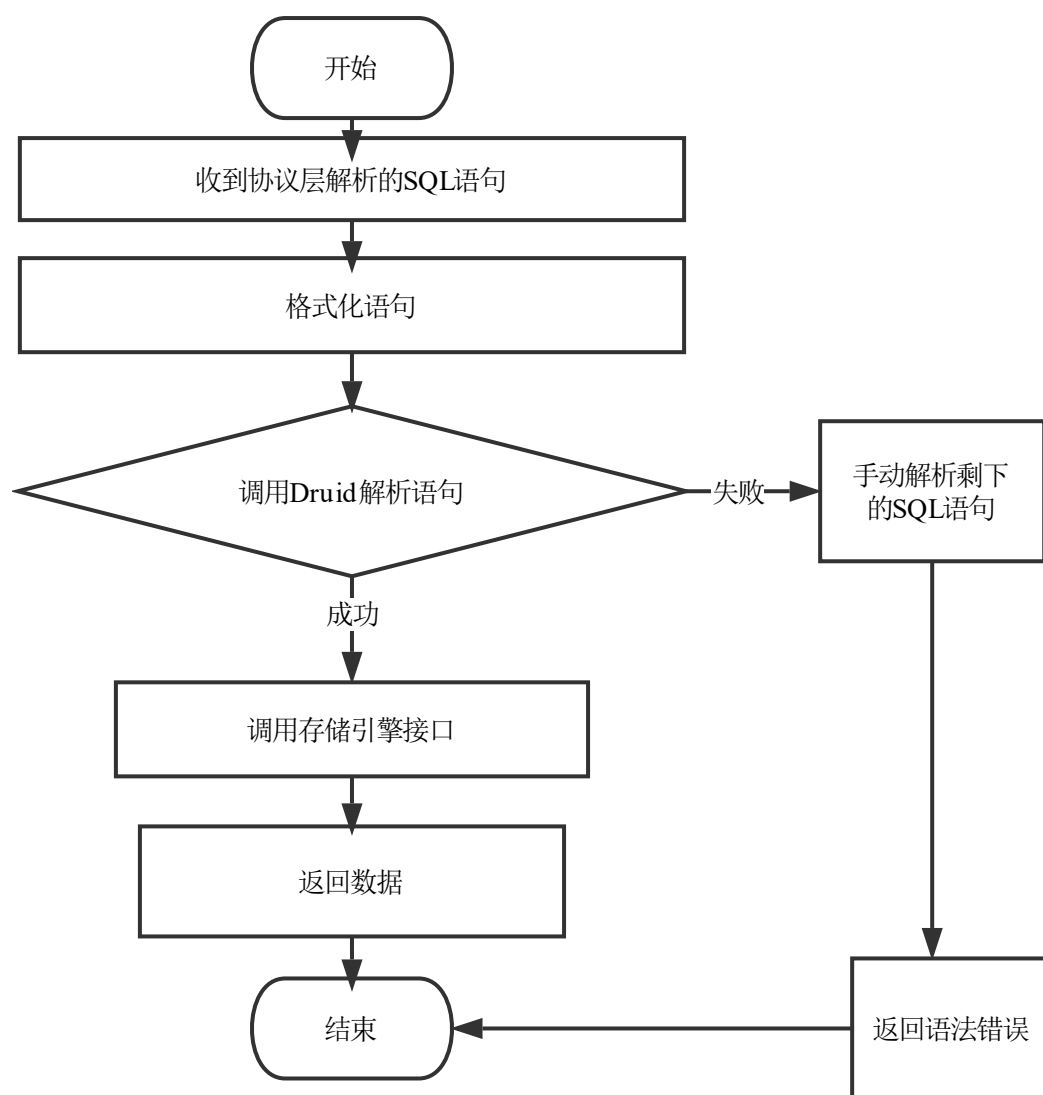 开始
收到协议层解析的SQL语句
格式化语句
调用Druid解析语句
失败
手动解析剩下
的SQL语句
成功
调用存储引擎接口
返回数据
结束
返回语法错误